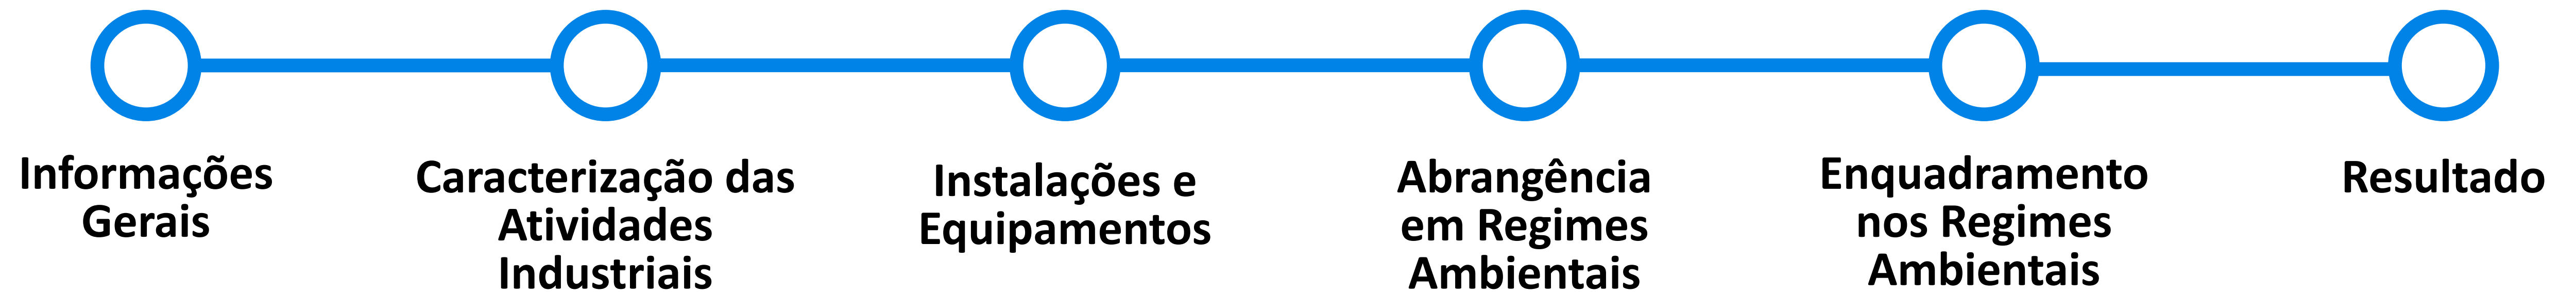 Informações
Gerais
Caracterização das
Atividades
Industriais
Instalações e
Equipamentos
Abrangência
em Regimes
Ambientais
Enquadramento
nos Regimes
Ambientais
Resultado